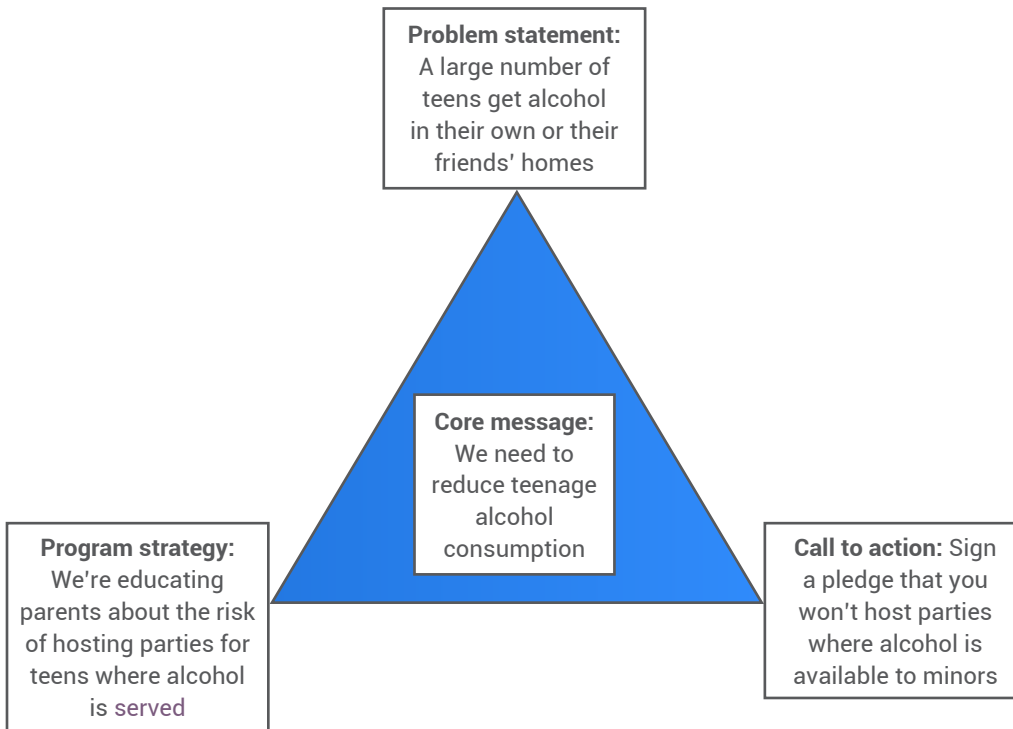 Problem statement:
A large number of
teens get alcohol
in their own or their
friends' homes
Core message:
We need to
reduce teenage
alcohol
consumption
Program strategy:
We're educating
parents about the risk
of hosting parties for
teens where alcohol
is served
Call to action: Sign
a pledge that you
won't host parties
where alcohol is
available to minors